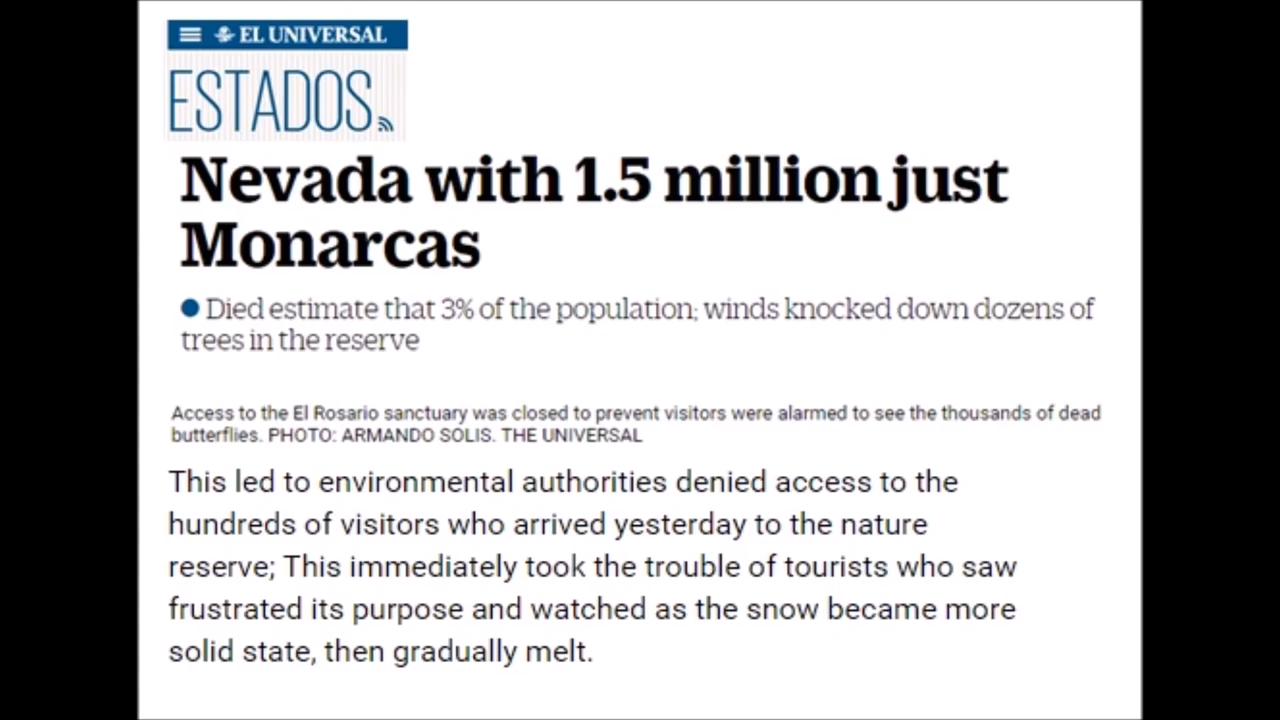 EL UNIVERSAL
ESTADOS
Nevada with 1.5 million just
Monarcas
Died estimate that 3% of the population; winds knocked down dozens of
trees in the reserve
Access to the El Rosario sanctuary was closed to prevent visitors were alarmed to see the thousands of dead
butterflies. PHOTO: ARMANDO SOLIS. THE UNIVERSAL
This led to environmental authorities denied access to the
hundreds of visitors who arrived yesterday to the nature
reserve; This immediately took the trouble of tourists who saw
frustrated its purpose and watched as the snow became more
solid state, then gradually melt.